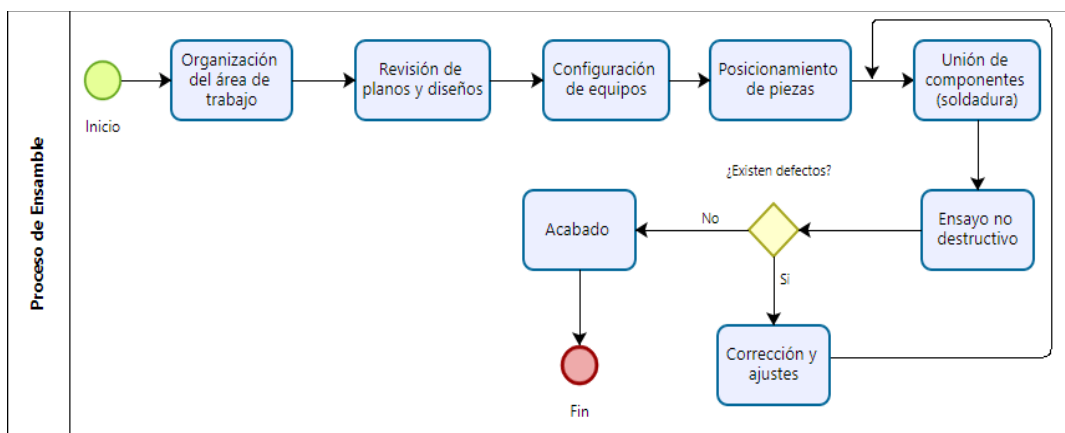 Proceso de Ensamble
Inicio
Organización
del área de
trabajo
Revisión de
planos y diseños
Configuración
de equipos
Posicionamiento
de piezas
Unión de
componentes
(soldadura)
Ensayo no
destructivo
¿Existen defectos?
No
Si
Acabado
Fin
Corrección y
ajustes